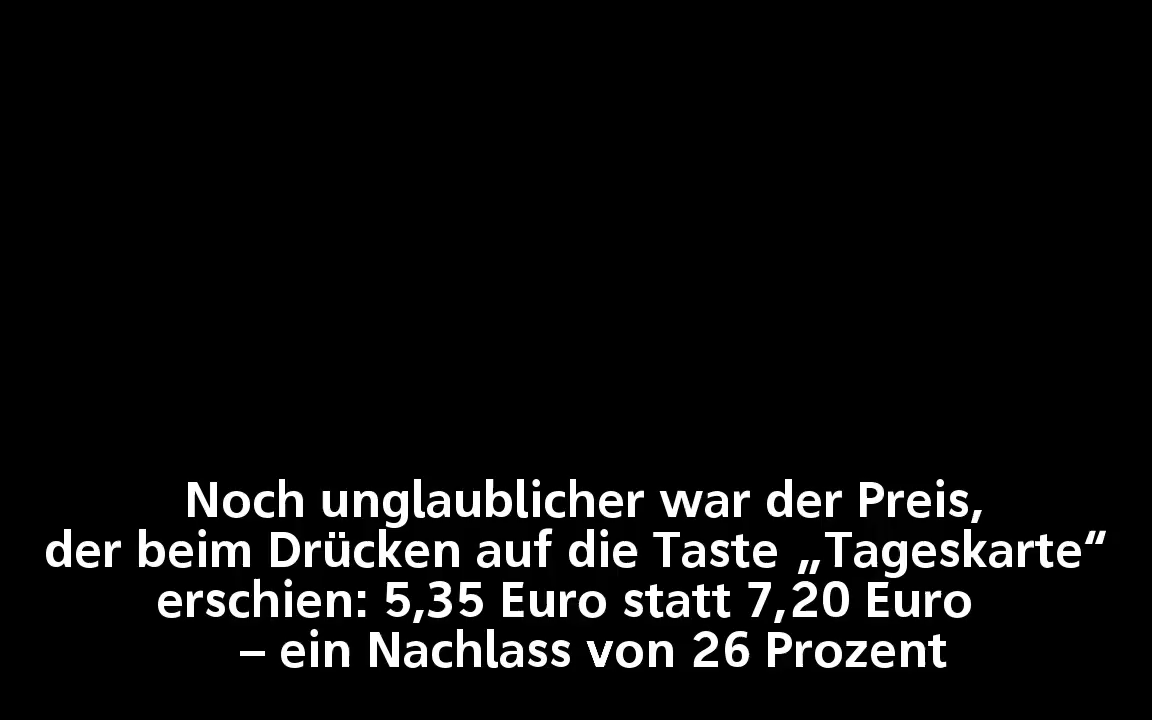 Noch unglaublicher war der Preis,
der beim Drücken auf die Taste „Tageskarte“
erschien: 5,35 Euro statt 7,20 Euro
– ein Nachlass von 26 Prozent